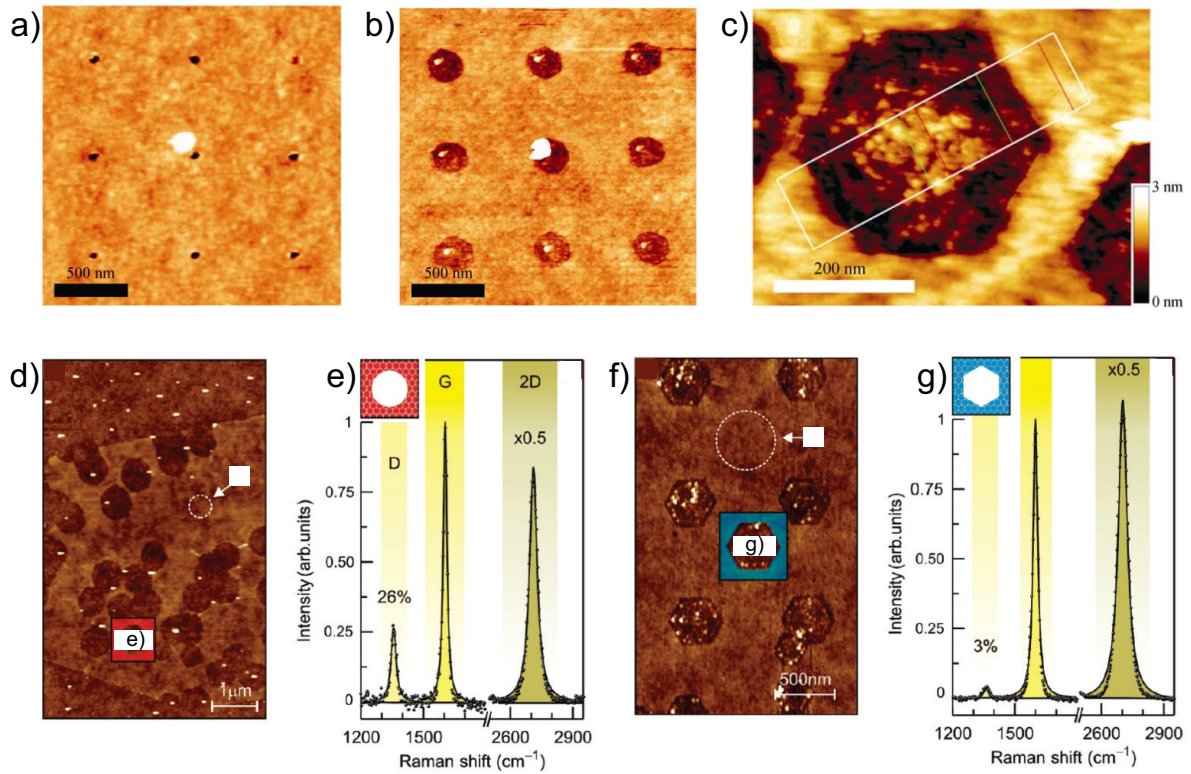 a)
500 nm
b)
500 nm
c)
3 nm
0 nm
200 nm
d)
e)
1μm
e)
D
G
2D
x0.5
26%
Intensity (arb.units)
1
0.75
0.50
0.25
0
1200 1500 2600 2900
Raman shift (cm⁻¹)
f)
g)
500nm
g)
x0.5
3%
Intensity (arb.units)
1
0.75
0.50
0.25
0
1200 1500 2600 2900
Raman shift (cm⁻¹)